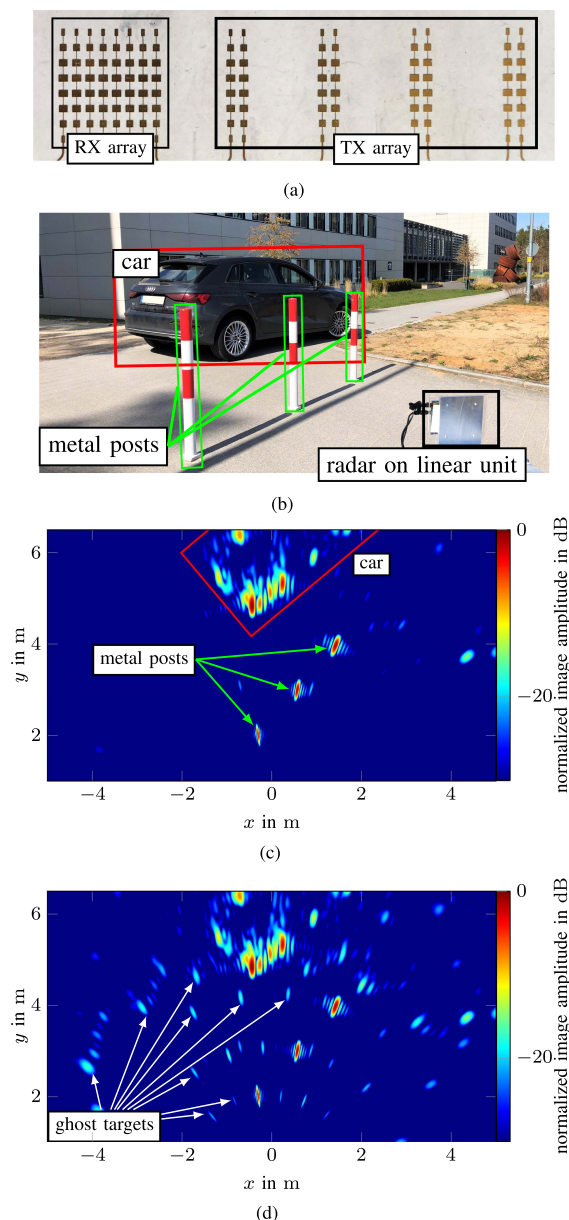 RX array
TX array
(a)
car
metal posts
radar on linear unit
(b)
6
4
2
y in m
−4
−2
0
2
4
x in m
car
metal posts
0
−20
normalized image amplitude in dB
(c)
6
4
2
y in m
−4
−2
0
2
4
x in m
ghost targets
0
−20
normalized image amplitude in dB
(d)